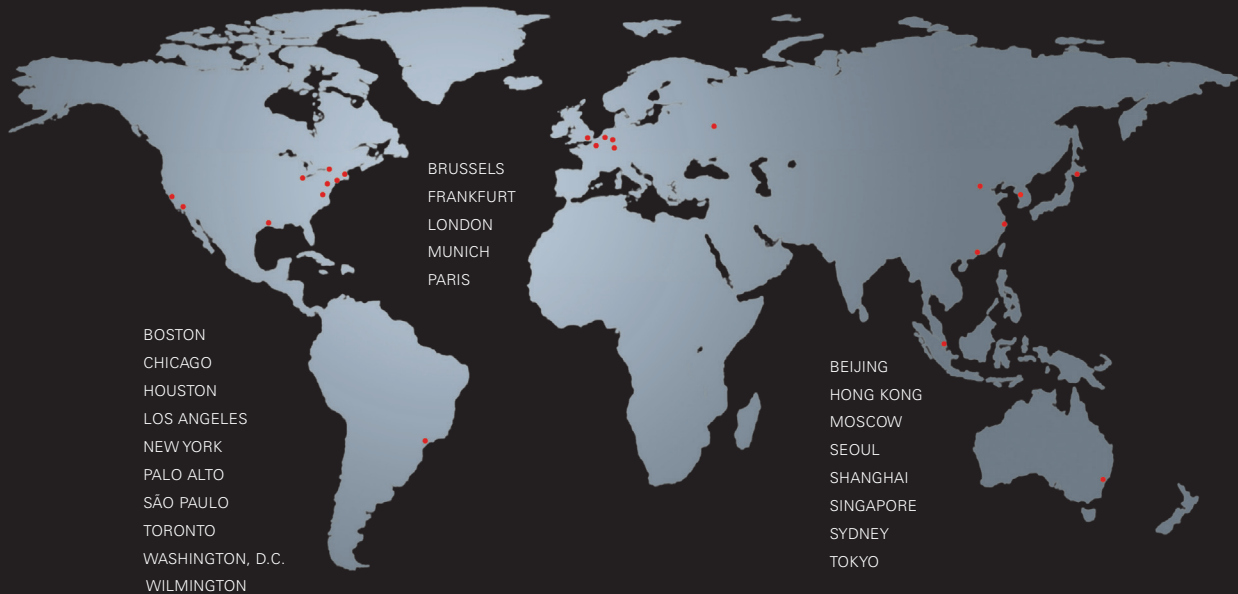 BRUSSELS
FRANKFURT
LONDON
MUNICH
PARIS
BOSTON
CHICAGO
HOUSTON
LOS ANGELES
NEW YORK
PALO ALTO
SÃO PAULO
TORONTO
WASHINGTON, D.C.
WILMINGTON
BEIJING
HONG KONG
MOSCOW
SEOUL
SHANGHAI
SINGAPORE
SYDNEY
TOKYO